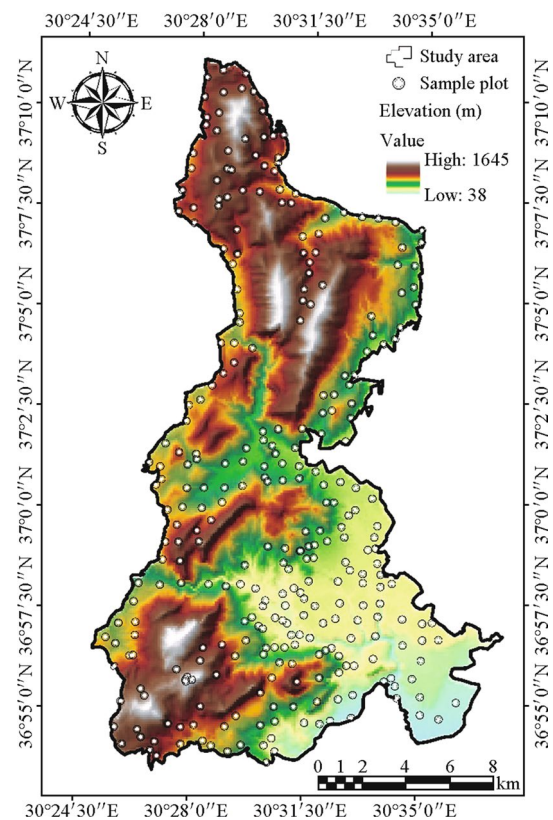 30°24′30″E 30°28′0″E 30°31′30″E 30°35′0″E
N
W E
S
Study area
Sample plot
Elevation (m)
Value
High: 1645
Low: 38
37°10′0″N
37°7′30″N
37°5′0″N
37°2′30″N
37°0′0″N
36°57′30″N
36°55′0″N
37°10′0″N
37°7′30″N
37°5′0″N
37°2′30″N
37°0′0″N
36°57′30″N
36°55′0″N
0 1 2 4 6 8
km
30°24′30″E 30°28′0″E 30°31′30″E 30°35′0″E